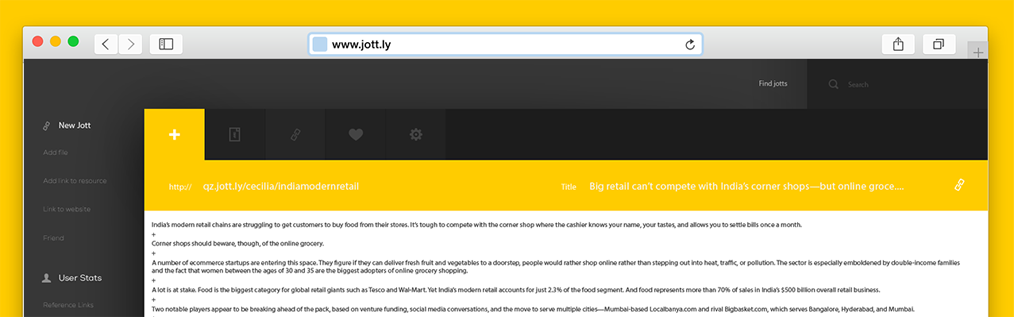 www.jott.ly
Find jotts
Search
New Jott
Add file
Add link to resource
Link to website
Friend
User Stats
Reference Links
http:// qz.jott.ly/cecilia/indiamodernretail
Title Big retail can't compete with India's corner shops—but online groce....
India's modern retail chains are struggling to get customers to buy food from their stores. It's tough to compete with the corner shop where the cashier knows your name, your tastes, and allows you to settle bills once a month.
+
Corner shops should beware, though, of the online grocery.
+
A number of ecommerce startups are entering this space. They figure if they can deliver fresh fruit and vegetables to a doorstep, people would rather shop online rather than stepping out into heat, traffic, or pollution. The sector is especially emboldened by double-income families
and the fact that women between the ages of 30 and 35 are the biggest adopters of online grocery shopping.
+
A lot is at stake. Food is the biggest category for global retail giants such as Tesco and Wal-Mart. Yet India's modern retail accounts for just 2.3% of the food segment. And food represents more than 70% of sales in India's $500 billion overall retail business.
+
Two notable players appear to be breaking ahead of the pack, based on venture funding, social media conversations, and the move to serve multiple cities—Mumbai-based Localbanya.com and rival Bigbasket.com, which serves Bangalore, Hyderabad, and Mumbai.